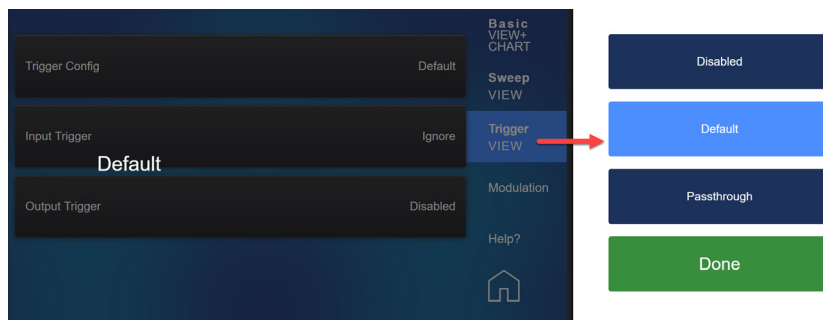 Trigger Config Default
Input Trigger Ignore
Default
Output Trigger Disabled
Basic
VIEW+
CHART
Sweep
VIEW
Trigger
VIEW
Modulation
Help?
Disabled
Default
Passthrough
Done